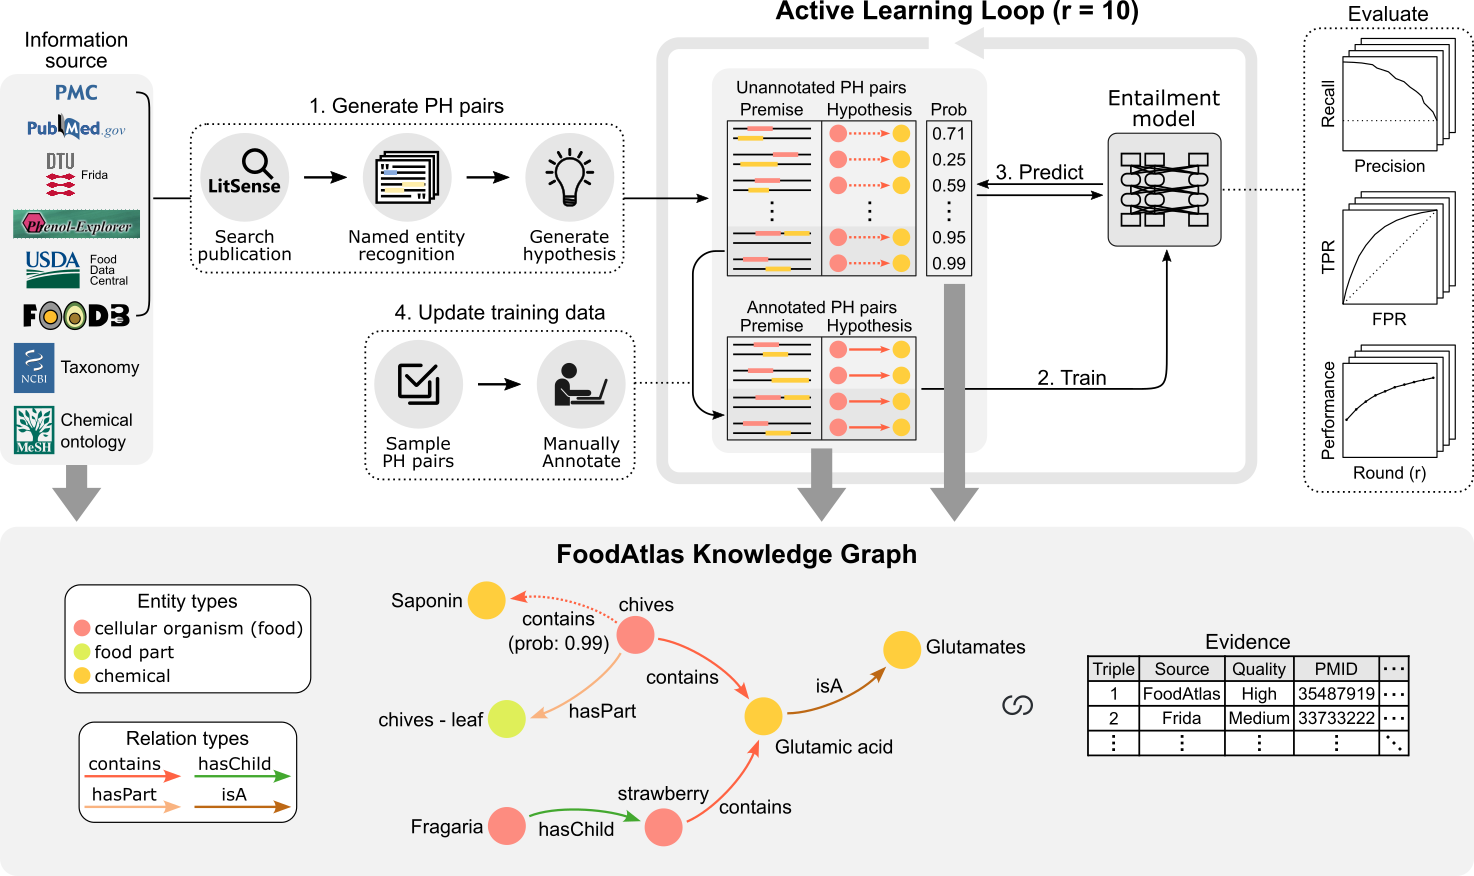 Active Learning Loop (r = 10)
Evaluate
Information
source
PMC
PubMed.gov
DTU
Frida
Phenol-Explorer
USDA
Food
Data
Central
FOODB
NCBI
Taxonomy
MeSH
Chemical
ontology
1. Generate PH pairs
LitSense
Search
publication
Named entity
recognition
Generate
hypothesis
4. Update training data
Sample
PH pairs
Manually
Annotate
Unannotated PH pairs
Premise
Hypothesis
Prob
0.71
0.25
0.59
0.95
0.99
Annotated PH pairs
Premise
Hypothesis
3. Predict
2. Train
Entailment
model
Recall
Precision
TPR
FPR
Performance
Round (r)
FoodAtlas Knowledge Graph
Entity types
cellular organism (food)
food part
chemical
Relation types
contains
hasChild
hasPart
isA
Saponin
contains
(prob: 0.99)
chives
contains
chives - leaf
hasPart
Glutamic acid
isA
Glutamates
Fragaria
hasChild
strawberry
contains
Evidence
Triple Source Quality PMID ...
1 FoodAtlas High 35487919 ...
2 Frida Medium 33733222 ...